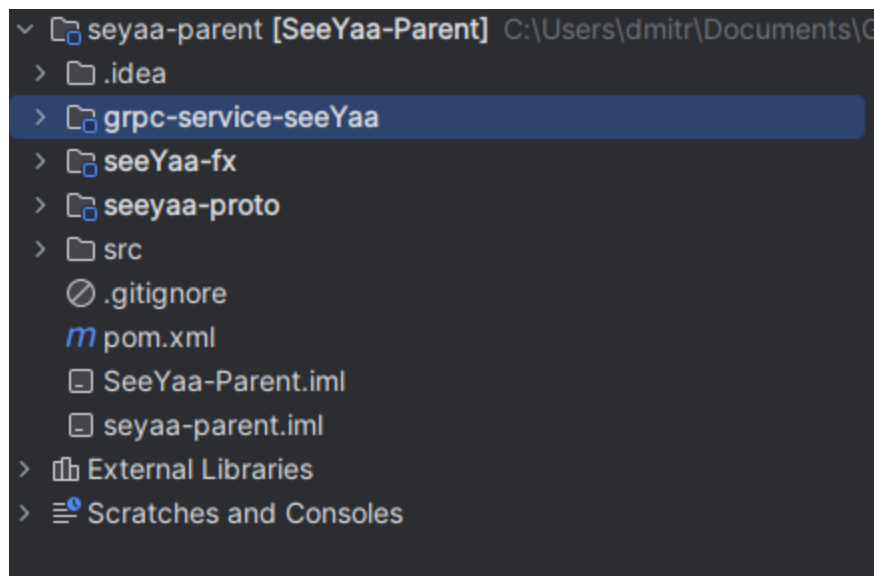 seyaa-parent [SeeYaa-Parent] C:\Users\dmitr\Documents\
.idea
grpc-service-seeYaa
seeYaa-fx
seeyaa-proto
src
.gitignore
m pom.xml
SeeYaa-Parent.iml
seyaa-parent.iml
External Libraries
Scratches and Consoles